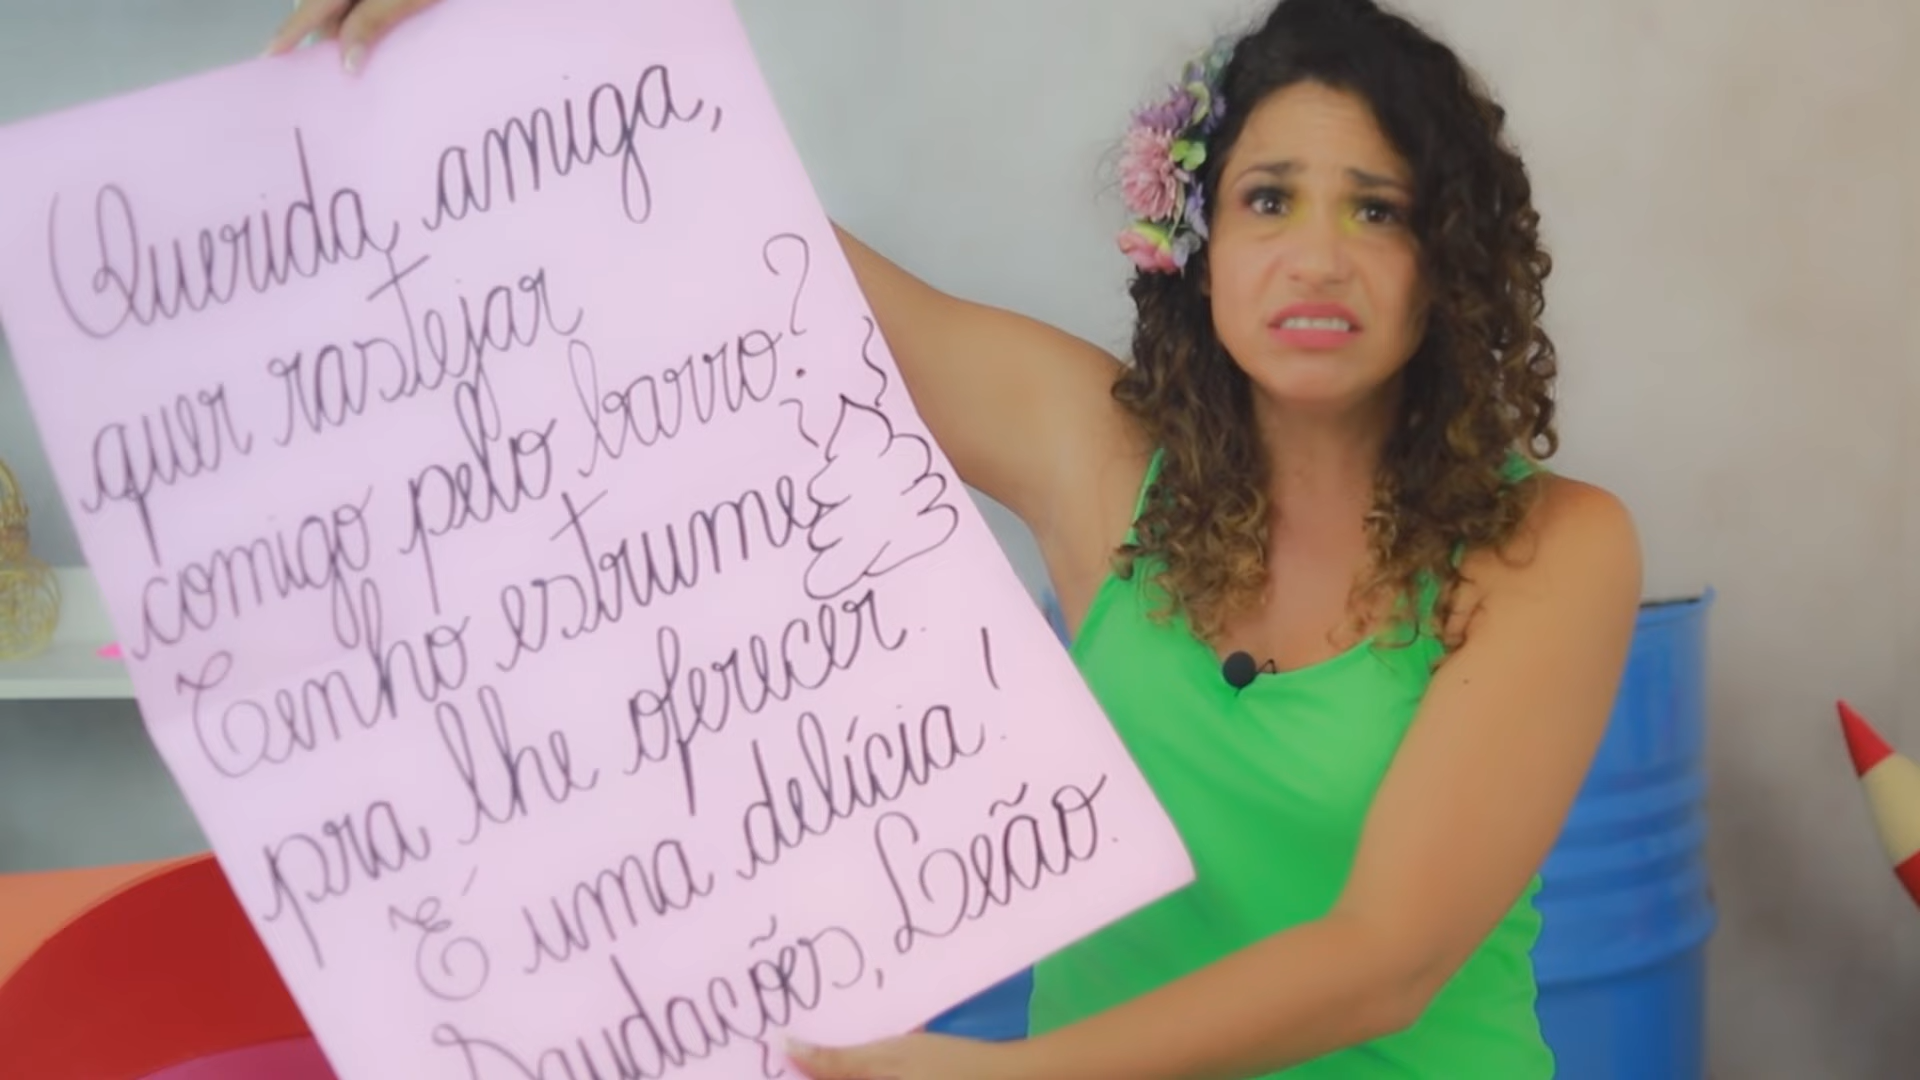 Querida amiga,
quer rastejar
comigo pelo barro?
Tenho estrume
pra lhe oferecer.
É uma delícia!
Saudações, Leão.